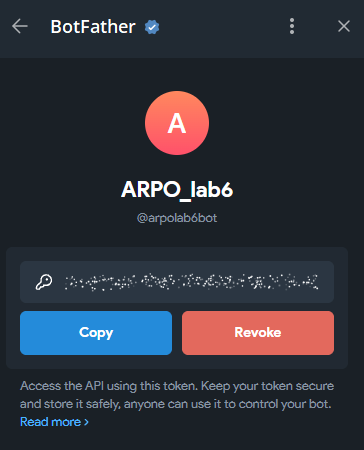 BotFather
A
ARPO_lab6
@arpolab6bot
Copy Revoke
Access the API using this token. Keep your token secure
and store it safely, anyone can use it to control your bot.
Read more >